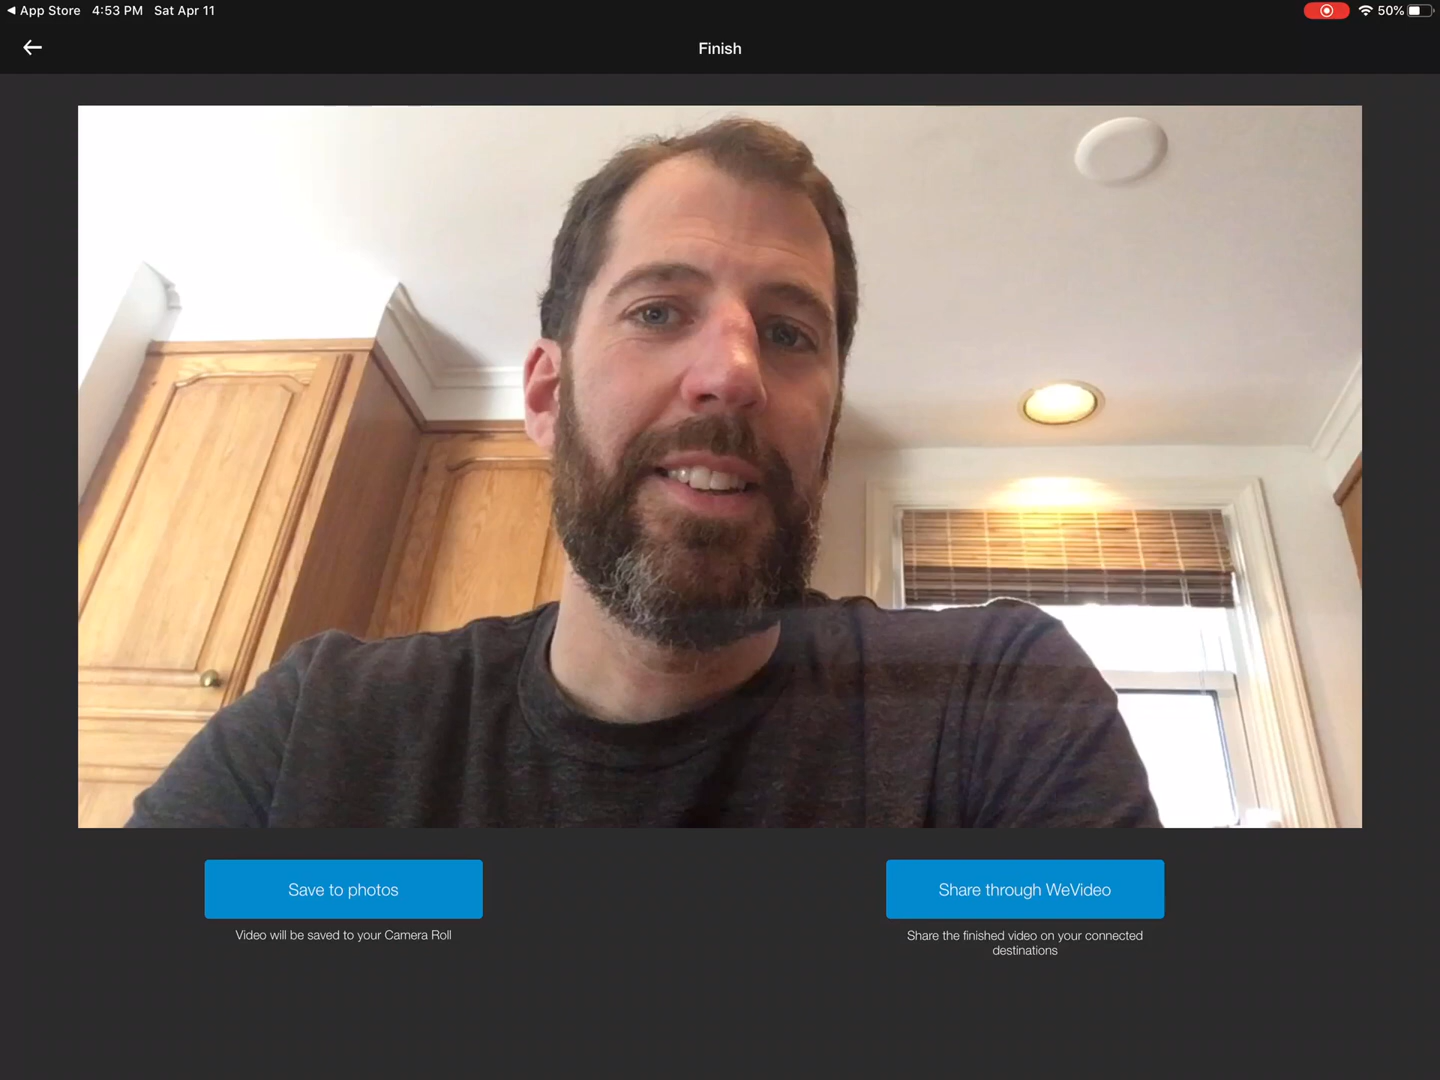 ◀ App Store 4:53 PM Sat Apr 11 50%
Finish
Save to photos
Video will be saved to your Camera Roll
Share through WeVideo
Share the finished video on your connected
destinations